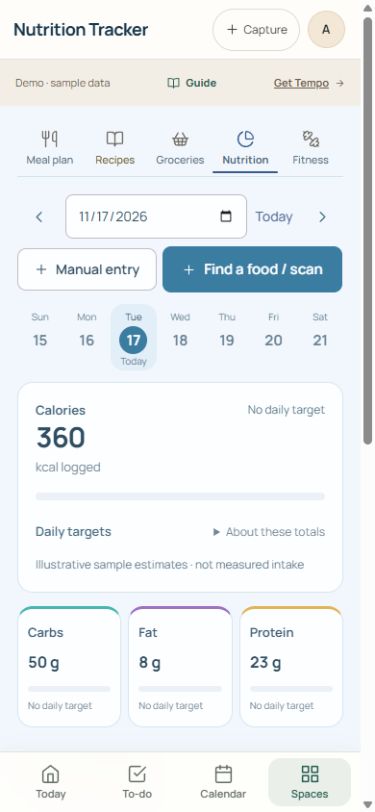 Nutrition Tracker
+ Capture
A
Demo · sample data
Guide
Get Tempo →
Meal plan
Recipes
Groceries
Nutrition
Fitness
11/17/2026
Today
+ Manual entry
+ Find a food / scan
Sun Mon Tue Wed Thu Fri Sat
15 16 17 18 19 20 21
Today
Calories
No daily target
360
kcal logged
Daily targets
▶ About these totals
Illustrative sample estimates · not measured intake
Carbs Fat Protein
50 g 8 g 23 g
No daily target No daily target No daily target
Today To-do Calendar Spaces